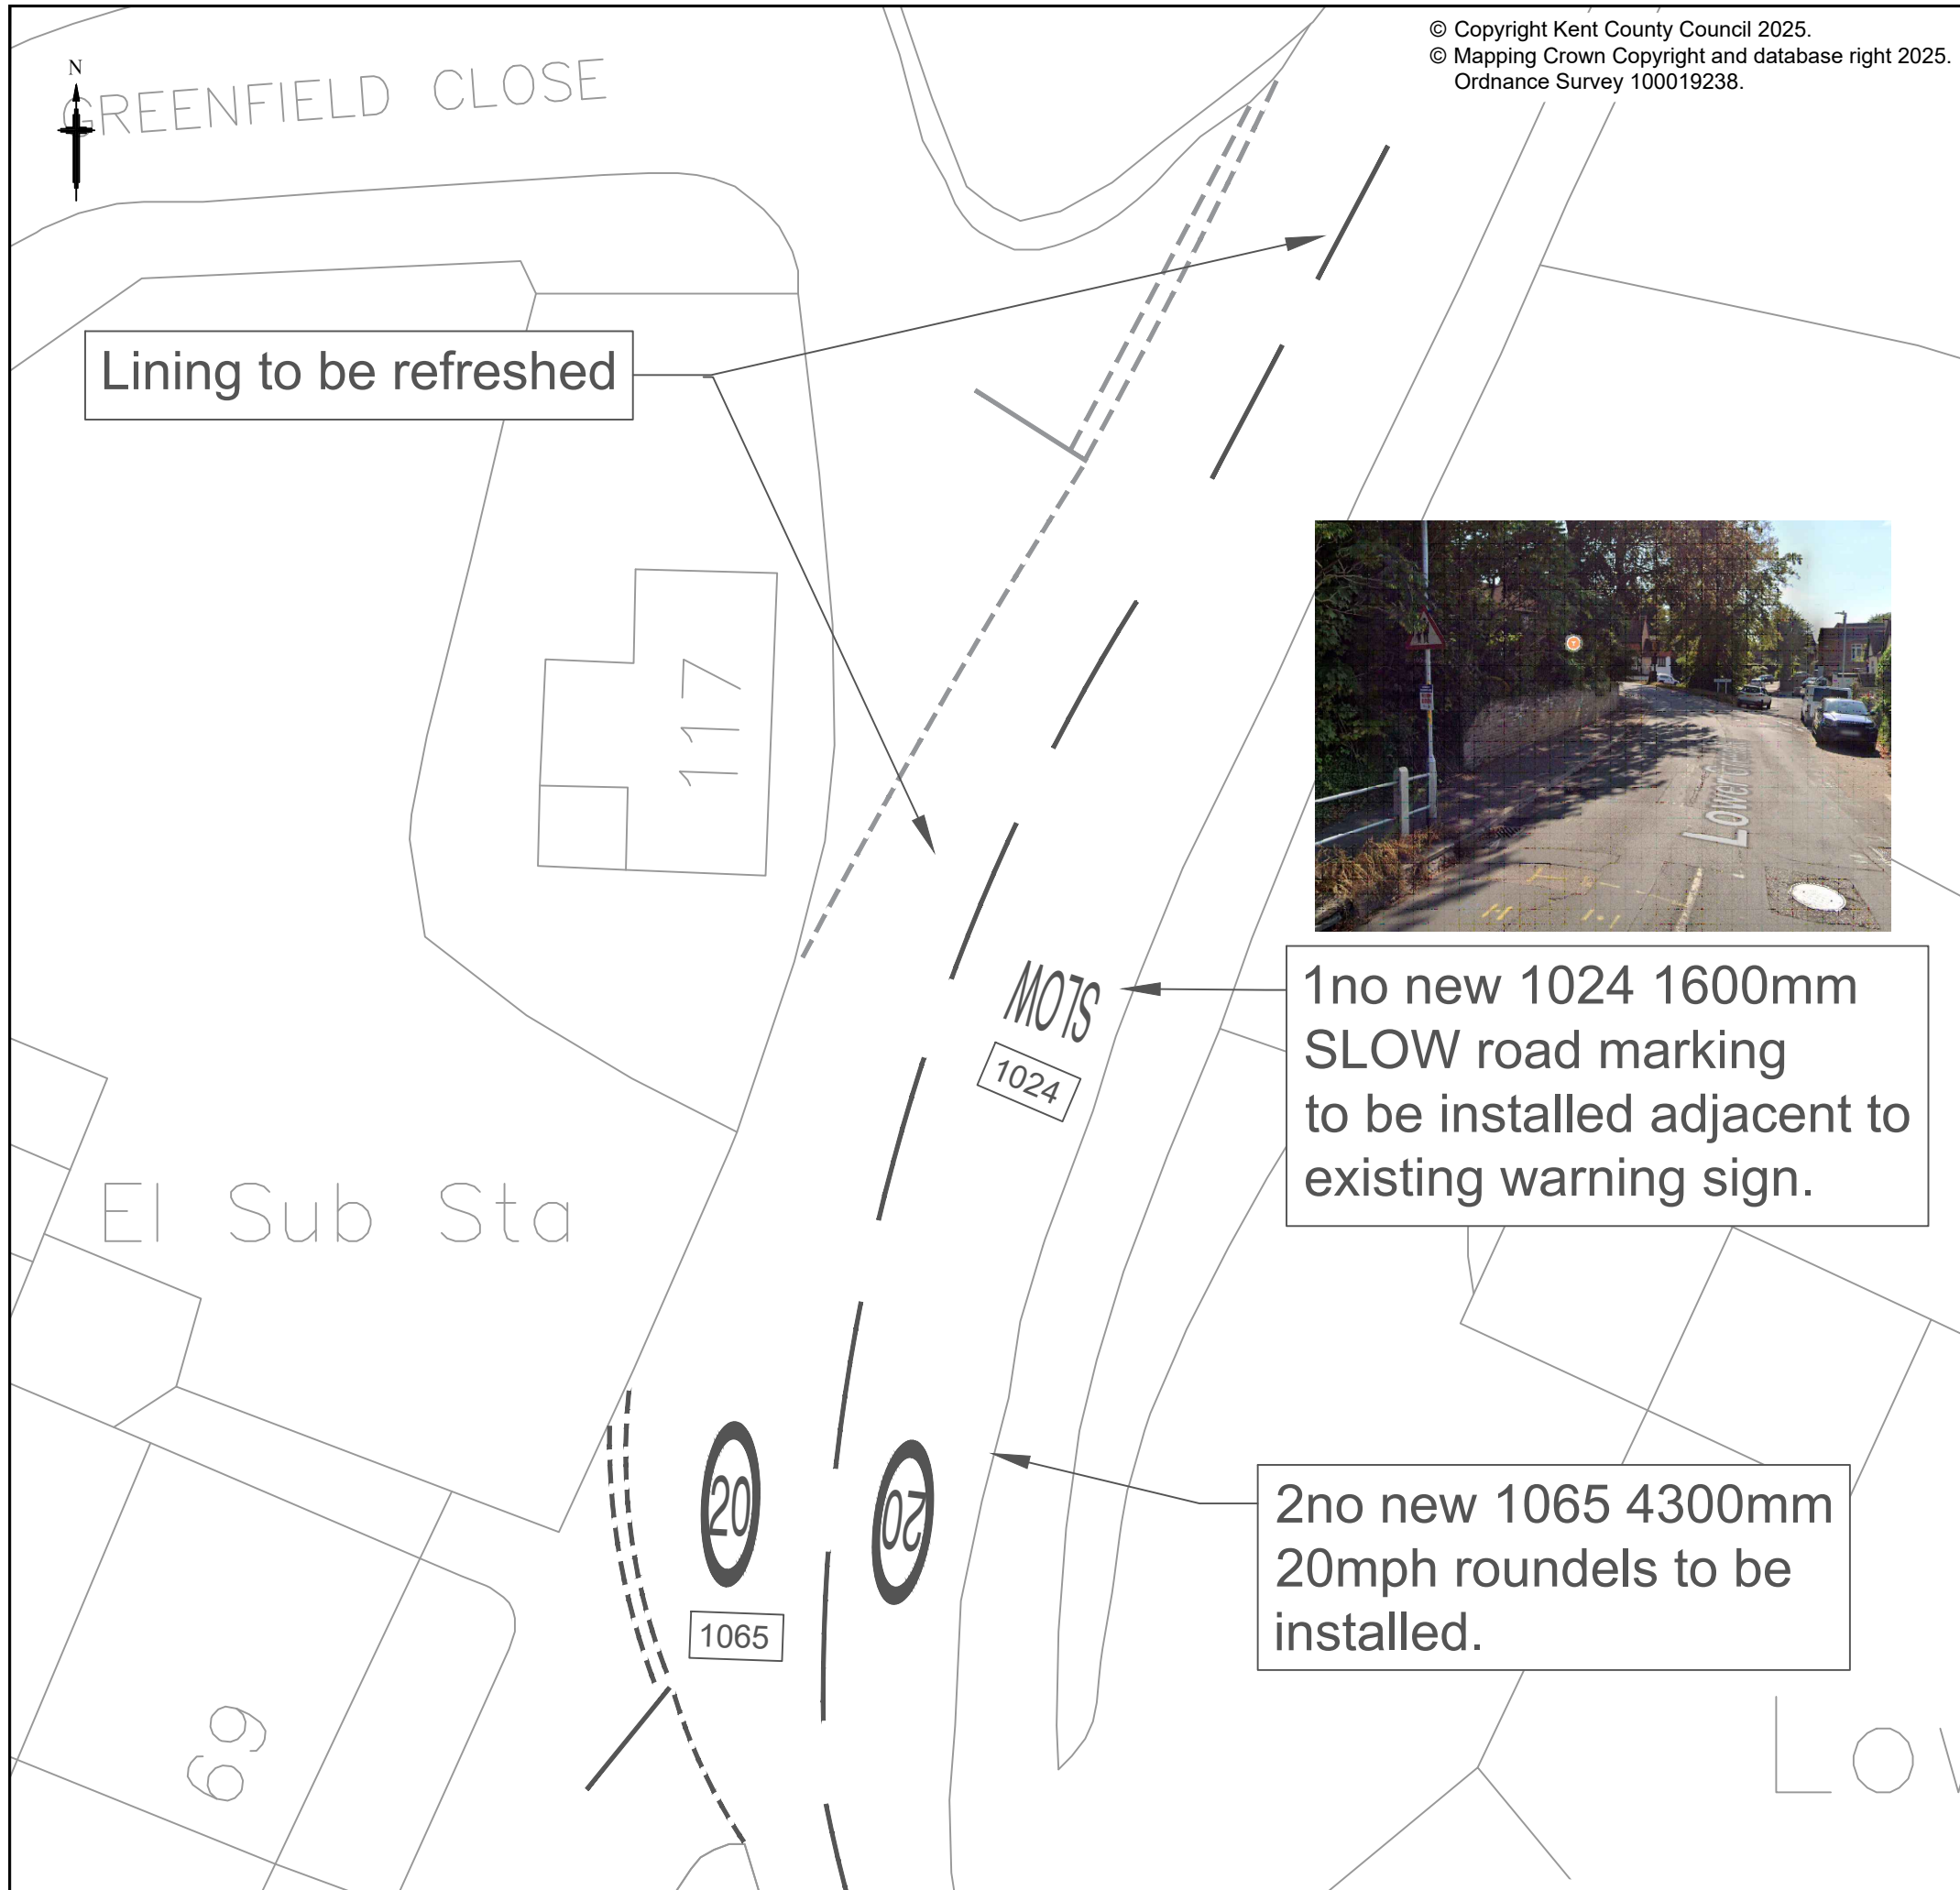 © Copyright Kent County Council 2025.
© Mapping Crown Copyright and database right 2025.
Ordnance Survey 100019238.
N
GREENFIELD CLOSE
Lining to be refreshed
117
SLOW
1024
1no new 1024 1600mm
SLOW road marking
to be installed adjacent to
existing warning sign.
El Sub Sta
20
20
1065
2no new 1065 4300mm
20mph roundels to be
installed.
69
Lower